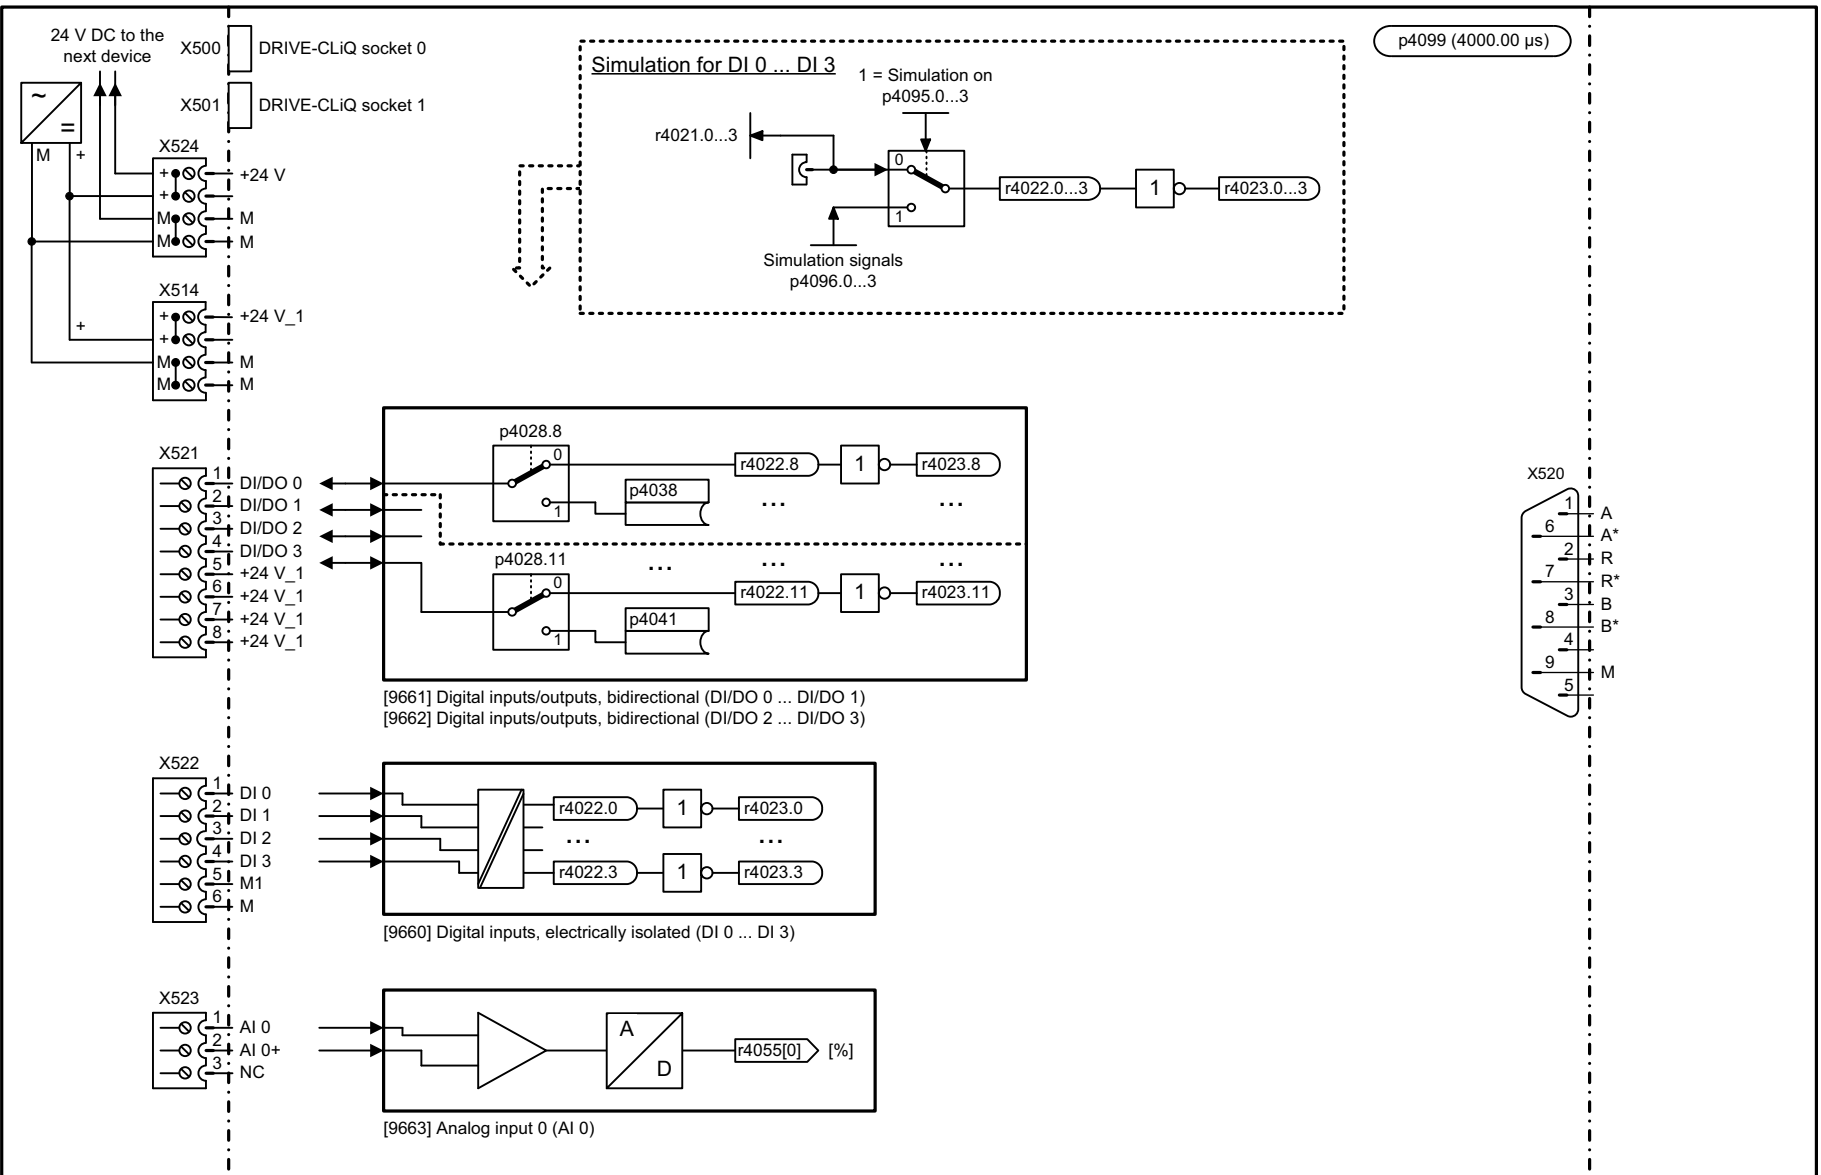 24 V DC to the
next device
X500
DRIVE-CLiQ socket 0
X501
DRIVE-CLiQ socket 1
~
=
M
+
X524
+
+24 V
+
M
M
M
M
X514
+
+
+24 V_1
+
M
M
M
M
Simulation for DI 0 ... DI 3
1 = Simulation on
p4095.0...3
r4021.0...3
0
1
r4022.0...3
1
r4023.0...3
Simulation signals
p4096.0...3
p4099 (4000.00 µs)
X521
1
DI/DO 0
2
DI/DO 1
3
DI/DO 2
4
DI/DO 3
5
+24 V_1
6
+24 V_1
7
+24 V_1
8
+24 V_1
p4028.8
0
1
p4038
r4022.8
1
r4023.8
...
...
p4028.11
...
...
...
0
1
p4041
r4022.11
1
r4023.11
[9661] Digital inputs/outputs, bidirectional (DI/DO 0 ... DI/DO 1)
[9662] Digital inputs/outputs, bidirectional (DI/DO 2 ... DI/DO 3)
X520
1
A
6
A*
2
R
7
R*
3
B
8
B*
4
9
M
5
X522
1
DI 0
2
DI 1
3
DI 2
4
DI 3
5
M1
6
M
r4022.0
1
r4023.0
...
...
r4022.3
1
r4023.3
[9660] Digital inputs, electrically isolated (DI 0 ... DI 3)
X523
1
AI 0
2
AI 0+
3
NC
A
D
r4055[0]
[%]
[9663] Analog input 0 (AI 0)